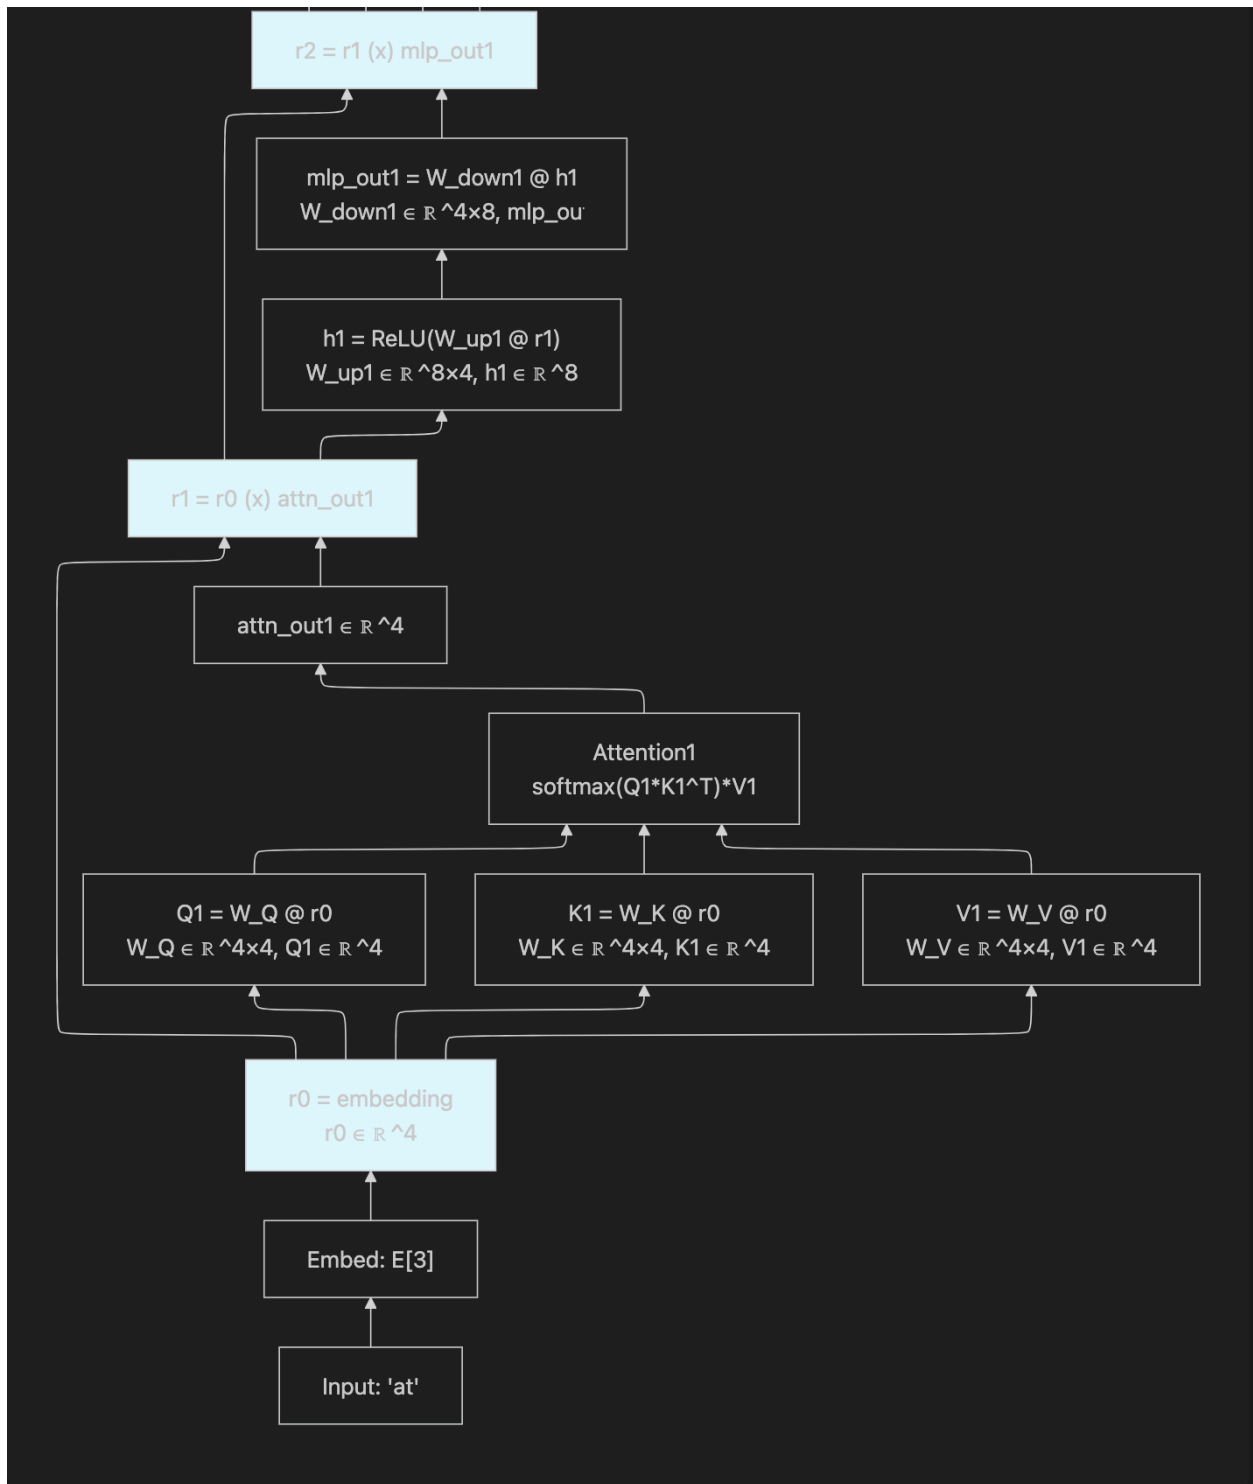 r2 = r1 (x) mlp_out1
mlp_out1 = W_down1 @ h1
W_down1 ∈ ℝ ^4×8, mlp_ou
h1 = ReLU(W_up1 @ r1)
W_up1 ∈ ℝ ^8×4, h1 ∈ ℝ ^8
r1 = r0 (x) attn_out1
attn_out1 ∈ ℝ ^4
Attention1
softmax(Q1*K1^T)*V1
Q1 = W_Q @ r0
W_Q ∈ ℝ ^4×4, Q1 ∈ ℝ ^4
K1 = W_K @ r0
W_K ∈ ℝ ^4×4, K1 ∈ ℝ ^4
V1 = W_V @ r0
W_V ∈ ℝ ^4×4, V1 ∈ ℝ ^4
r0 = embedding
r0 ∈ ℝ ^4
Embed: E[3]
Input: 'at'